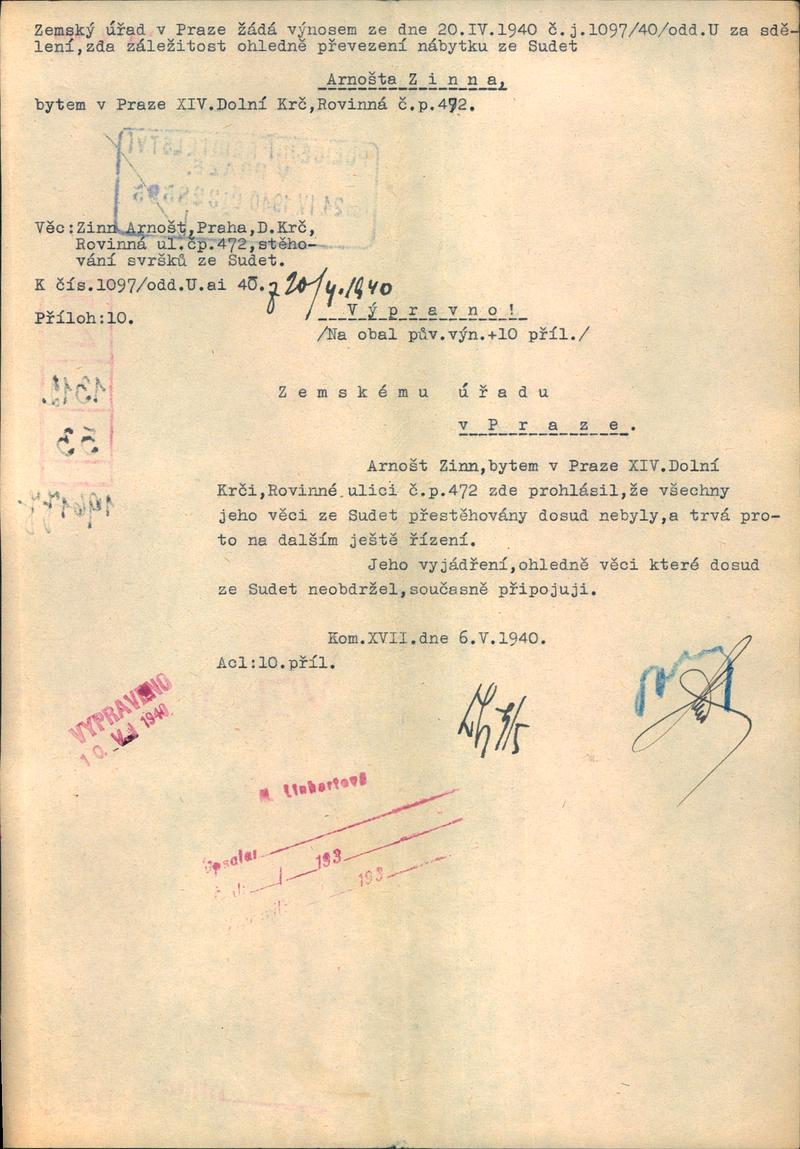 Zemský úřad v Praze žádá výnosem ze dne 20.IV.1940 č.j.1097/40/odd.U za sdě-
lení,zda záležitost ohledně převezení nábytku ze Sudet
Arnošta Z i n n a,
bytem v Praze XIV.Dolní Krč,Rovinná č.p.472.
Věc:Zinn Arnošt,Praha,D.Krč,
Rovinná ul.čp.472,stěho-
vání svršků ze Sudet.
K čís.1097/odd.U.ai 40. z 20/4.1940
Příloh:10.
V ý p r a v n o !
/Na obal pův.výn.+10 příl./
Z e m s k é m u ú ř a d u
v P r a z e .
Arnošt Zinn,bytem v Praze XIV.Dolní
Krči,Rovinné ulici č.p.472 zde prohlásil,že všechny
jeho věci ze Sudet přestěhovány dosud nebyly,a trvá pro-
to na dalším ještě řízení.
Jeho vyjádření,ohledně věci které dosud
ze Sudet neobdržel,současně připojuji.
Kom.XVII.dne 6.V.1940.
Acl:10.příl.
VYPRAVENO
10. V. 1940
M. Linhartová
Opsala:
193
193